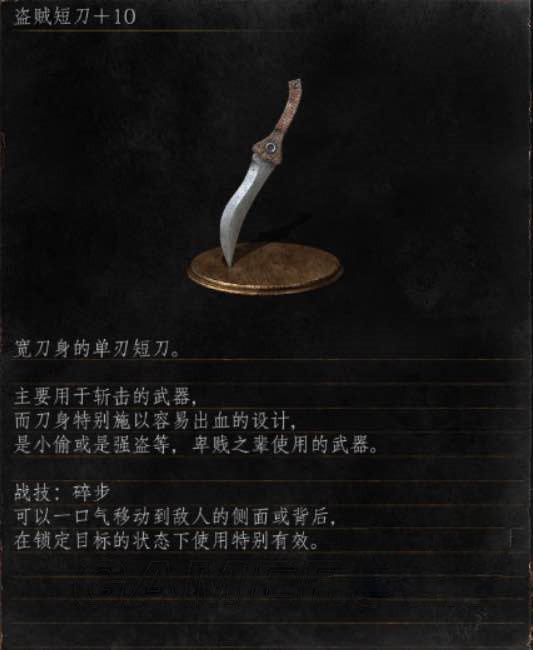 盗贼短刀＋10
宽刀身的单刃短刀。
主要用于斩击的武器，
而刀身特别施以容易出血的设计，
是小偷或是强盗等，卑贱之辈使用的武器。
战技：碎步
可以一口气移动到敌人的侧面或背后，
在锁定目标的状态下使用特别有效。